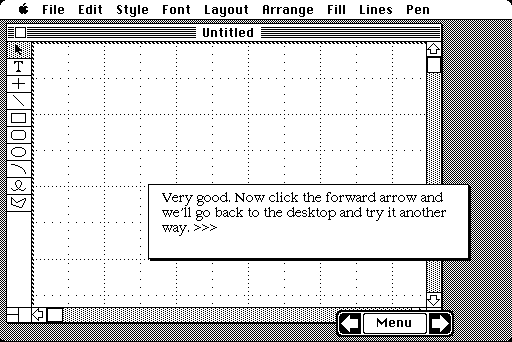 File Edit Style Font Layout Arrange Fill Lines Pen
Untitled
T
Very good. Now click the forward arrow and
we'll go back to the desktop and try it another
way. >>>
Menu